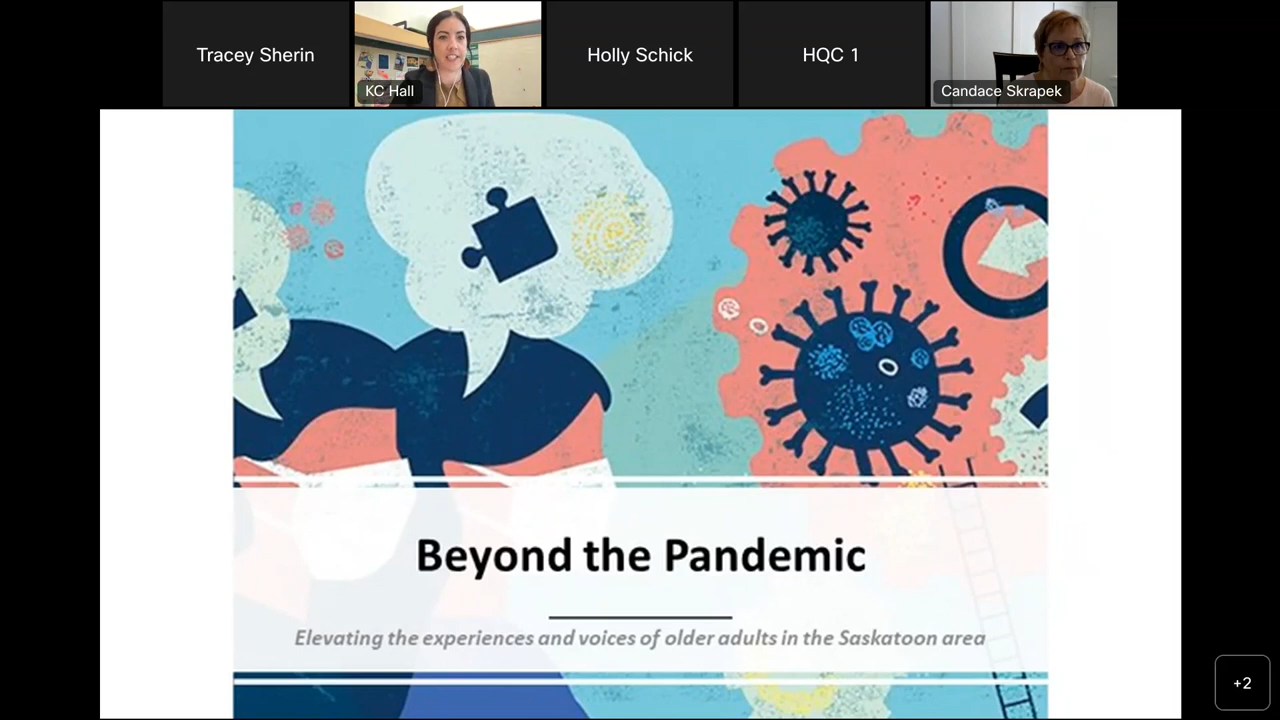 Tracey Sherin
KC Hall
Holly Schick
HQC 1
Candace Skrapek
Beyond the Pandemic
Elevating the experiences and voices of older adults in the Saskatoon area
+2